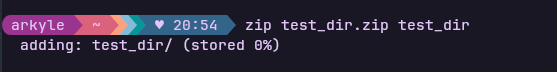 arkyle ~ ♥ 20:54 zip test_dir.zip test_dir
  adding: test_dir/ (stored 0%)